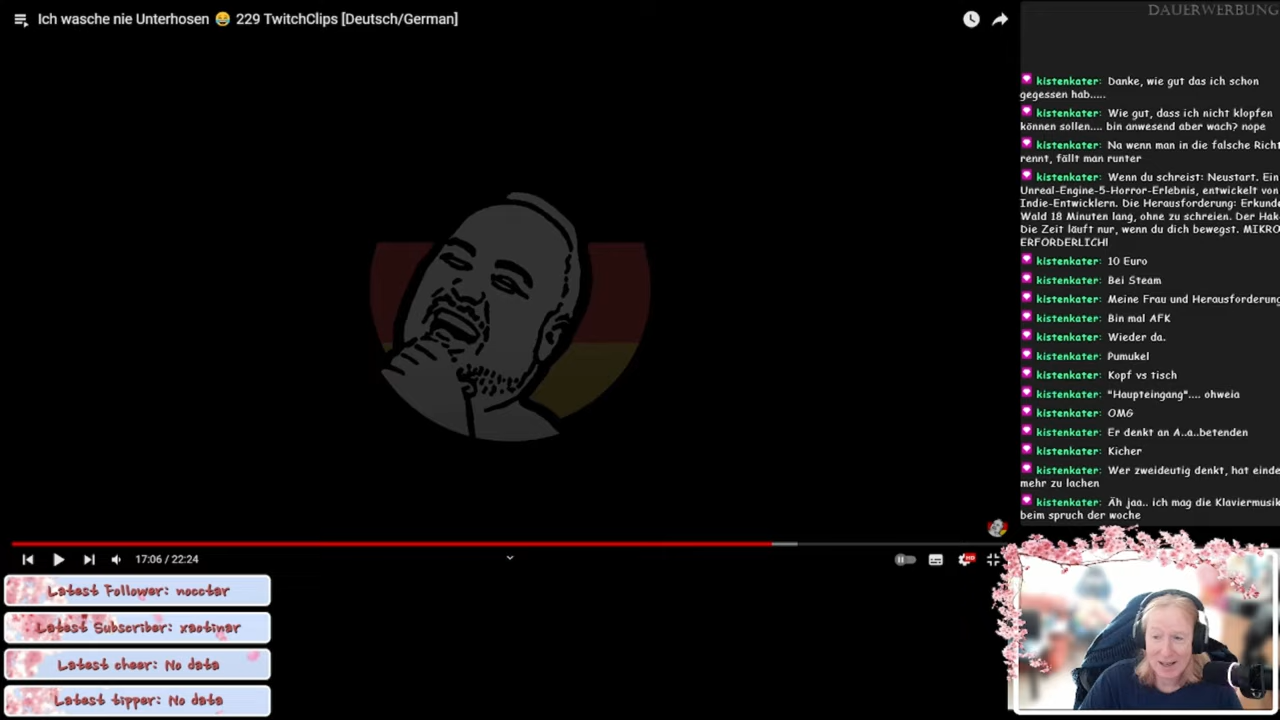 Ich wasche nie Unterhosen 😂 229 TwitchClips [Deutsch/German]
DAUERWERBUNG
kistenkater: Danke, wie gut das ich schon
gegessen hab.....
kistenkater: Wie gut, dass ich nicht klopfen
können sollen.... bin anwesend aber wach? nope
kistenkater: Na wenn man in die falsche Richt
rennt, fällt man runter
kistenkater: Wenn du schreist: Neustart. Ein
Unreal-Engine-5-Horror-Erlebnis, entwickelt von
Indie-Entwicklern. Die Herausforderung: Erkunde
Wald 18 Minuten lang, ohne zu schreien. Der Hak
Die Zeit läuft nur, wenn du dich bewegst. MIKRO
ERFORDERLICH!
kistenkater: 10 Euro
kistenkater: Bei Steam
kistenkater: Meine Frau und Herausforderung
kistenkater: Bin mal AFK
kistenkater: Wieder da.
kistenkater: Pumukel
kistenkater: Kopf vs tisch
kistenkater: "Haupteingang".... ohweia
kistenkater: OMG
kistenkater: Er denkt an A..a..betenden
kistenkater: Kicher
kistenkater: Wer zweideutig denkt, hat einde
mehr zu lachen
kistenkater: Äh jaa.. ich mag die Klaviermusik
beim spruch der woche
17:06 / 22:24
HD
Latest Follower: nocctar
Latest Subscriber: xaotinar
Latest cheer: No data
Latest tipper: No data